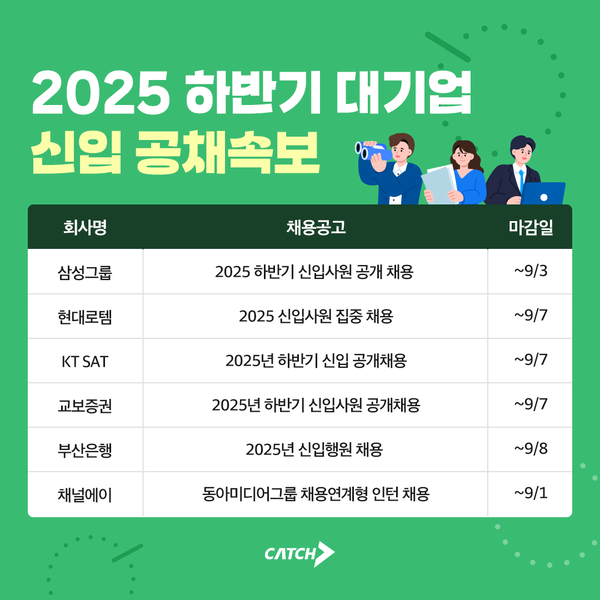 2025 하반기 대기업
신입 공채속보
회사명 채용공고 마감일
삼성그룹 2025 하반기 신입사원 공개 채용 ~9/3
현대로템 2025 신입사원 집중 채용 ~9/7
KT SAT 2025년 하반기 신입 공개채용 ~9/7
교보증권 2025년 하반기 신입사원 공개채용 ~9/7
부산은행 2025년 신입행원 채용 ~9/8
채널에이 동아미디어그룹 채용연계형 인턴 채용 ~9/1
CATCH